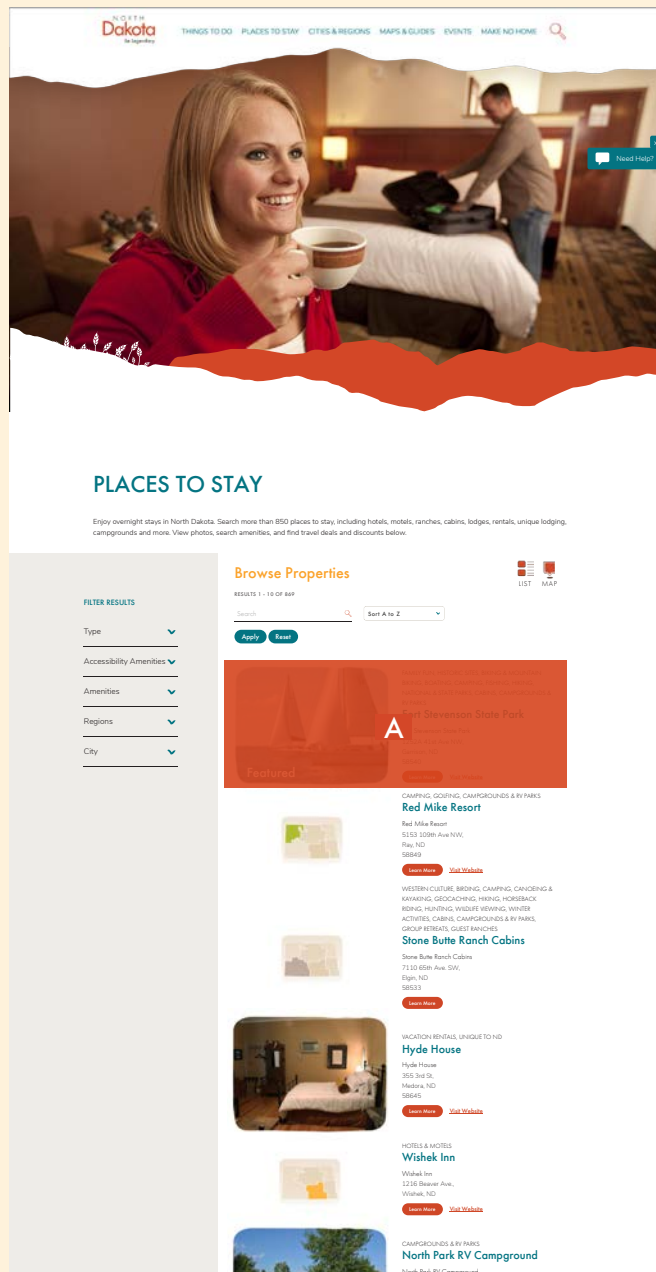 NORTH
Dakota
be legendary
THINGS TO DO PLACES TO STAY CITIES & REGIONS MAPS & GUIDES EVENTS MAKE ND HOME
Need Help?
PLACES TO STAY
Enjoy overnight stays in North Dakota. Search more than 850 places to stay, including hotels, motels, ranches, cabins, lodges, rentals, unique lodging,
campgrounds and more. View photos, search amenities, and find travel deals and discounts below.
FILTER RESULTS
Type
Accessibility Amenities
Amenities
Regions
City
Browse Properties
LIST MAP
RESULTS 1 - 10 OF 869
Search
Sort A to Z
Apply Reset
Fort Stevenson State Park
A
Featured
Visit Website
CAMPING, GOLFING, CAMPGROUNDS & RV PARKS
Red Mike Resort
Red Mike Resort
5153 109th Ave NW,
Ray, ND
58849
Learn More Visit Website
WESTERN CULTURE, BIRDING, CAMPING, CANOEING &
KAYAKING, GEOCACHING, HIKING, HORSEBACK
RIDING, HUNTING, WILDLIFE VIEWING, WINTER
ACTIVITIES, CABINS, CAMPGROUNDS & RV PARKS,
GROUP RETREATS, GUEST RANCHES
Stone Butte Ranch Cabins
Stone Butte Ranch Cabins
7110 65th Ave. SW,
Elgin, ND
58533
Learn More
VACATION RENTALS, UNIQUE TO ND
Hyde House
Hyde House
355 3rd St,
Medora, ND
58645
Learn More Visit Website
HOTELS & MOTELS
Wishek Inn
Wishek Inn
1216 Beaver Ave.,
Wishek, ND
Learn More Visit Website
CAMPGROUNDS & RV PARKS
North Park RV Campground
North Park RV Campground